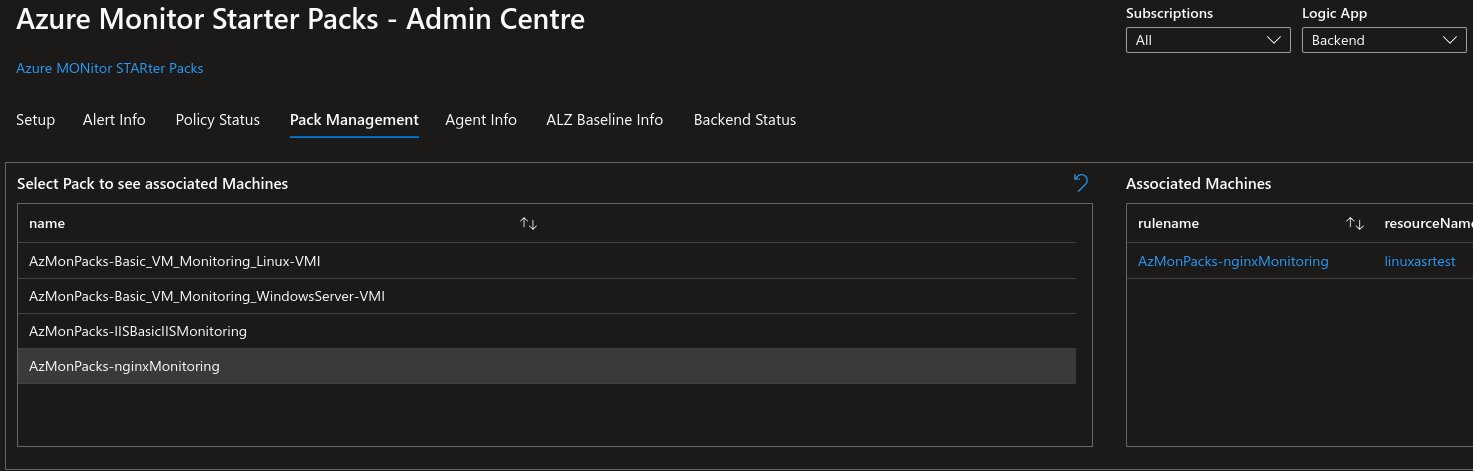 Azure Monitor Starter Packs - Admin Centre
Subscriptions
Logic App
All
Backend
Azure MONitor STARter Packs
Setup Alert Info Policy Status Pack Management Agent Info ALZ Baseline Info Backend Status
Select Pack to see associated Machines
name
AzMonPacks-Basic_VM_Monitoring_Linux-VMI
AzMonPacks-Basic_VM_Monitoring_WindowsServer-VMI
AzMonPacks-IISBasicIISMonitoring
AzMonPacks-nginxMonitoring
Associated Machines
rulename resourceName
AzMonPacks-nginxMonitoring linuxasrtest